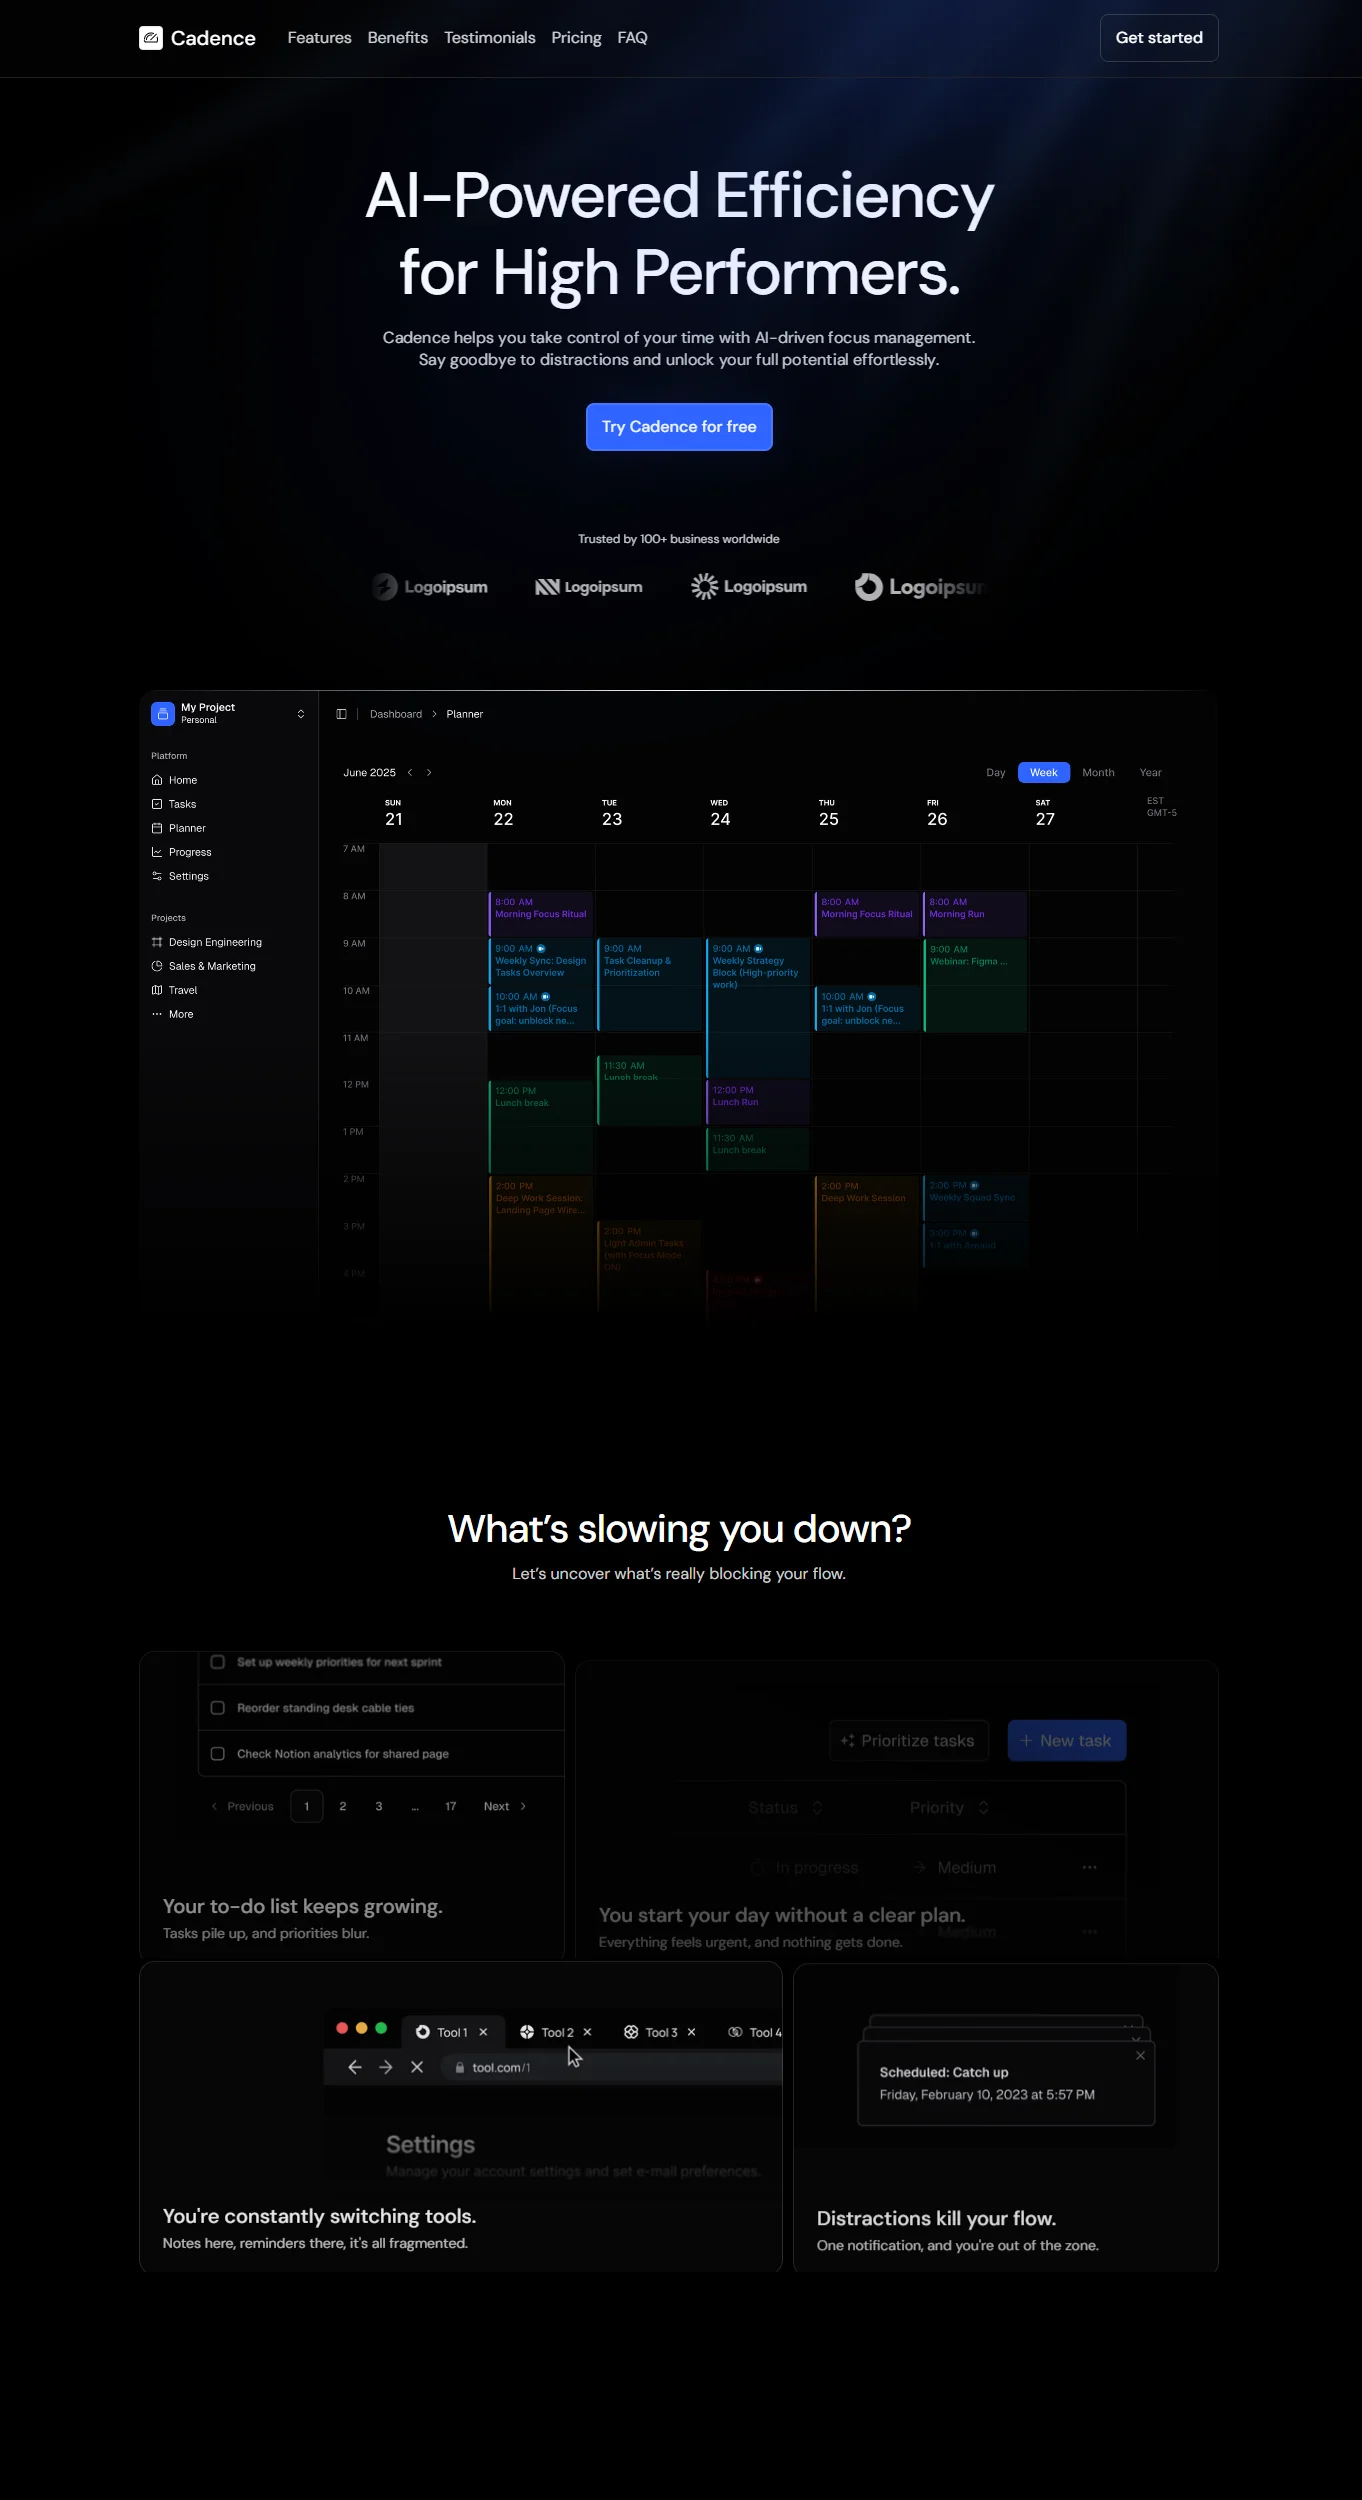 Cadence
Features
Benefits
Testimonials
Pricing
FAQ
Get started
AI-Powered Efficiency
for High Performers.
Cadence helps you take control of your time with AI-driven focus management.
Say goodbye to distractions and unlock your full potential effortlessly.
Try Cadence for free
Trusted by 100+ business worldwide
Logoipsum
Logoipsum
Logoipsum
Logoipsum
My Project
Personal
Platform
Home
Tasks
Planner
Progress
Settings
Projects
Design Engineering
Sales & Marketing
Travel
More
Dashboard > Planner
June 2025
Day
Week
Month
Year
SUN
21
MON
22
TUE
23
WED
24
THU
25
FRI
26
SAT
27
EST
GMT-5
7 AM
8 AM
9 AM
10 AM
11 AM
12 PM
1 PM
2 PM
3 PM
4 PM
8:00 AM
Morning Focus Ritual
9:00 AM
Weekly Sync: Design
Tasks Overview
10:00 AM
1:1 with Jon (Focus
goal: unblock ne...
12:00 PM
Lunch break
2:00 PM
Deep Work Session:
Landing Page Wire...
9:00 AM
Task Cleanup &
Prioritization
11:30 AM
Lunch break
2:00 PM
Light Admin Tasks
(with Focus Mode
ON)
9:00 AM
Weekly Strategy
Block (High-priority
work)
12:00 PM
Lunch Run
11:30 AM
Lunch break
8:00 AM
Morning Focus Ritual
10:00 AM
1:1 with Jon (Focus
goal: unblock ne...
2:00 PM
Deep Work Session
8:00 AM
Morning Run
9:00 AM
Webinar: Figma ...
2:00 PM
Weekly Squad Sync
3:00 PM
1:1 with Arnaud
What's slowing you down?
Let's uncover what's really blocking your flow.
Set up weekly priorities for next sprint
Reorder standing desk cable ties
Check Notion analytics for shared page
Previous
1
2
3
...
17
Next
Your to-do list keeps growing.
Tasks pile up, and priorities blur.
Prioritize tasks
+ New task
Status
Priority
In progress
Medium
Medium
You start your day without a clear plan.
Everything feels urgent, and nothing gets done.
Tool 1
Tool 2
Tool 3
Tool 4
tool.com/1
Settings
Manage your account settings and set e-mail preferences.
You're constantly switching tools.
Notes here, reminders there, it's all fragmented.
Scheduled: Catch up
Friday, February 10, 2023 at 5:57 PM
Distractions kill your flow.
One notification, and you're out of the zone.